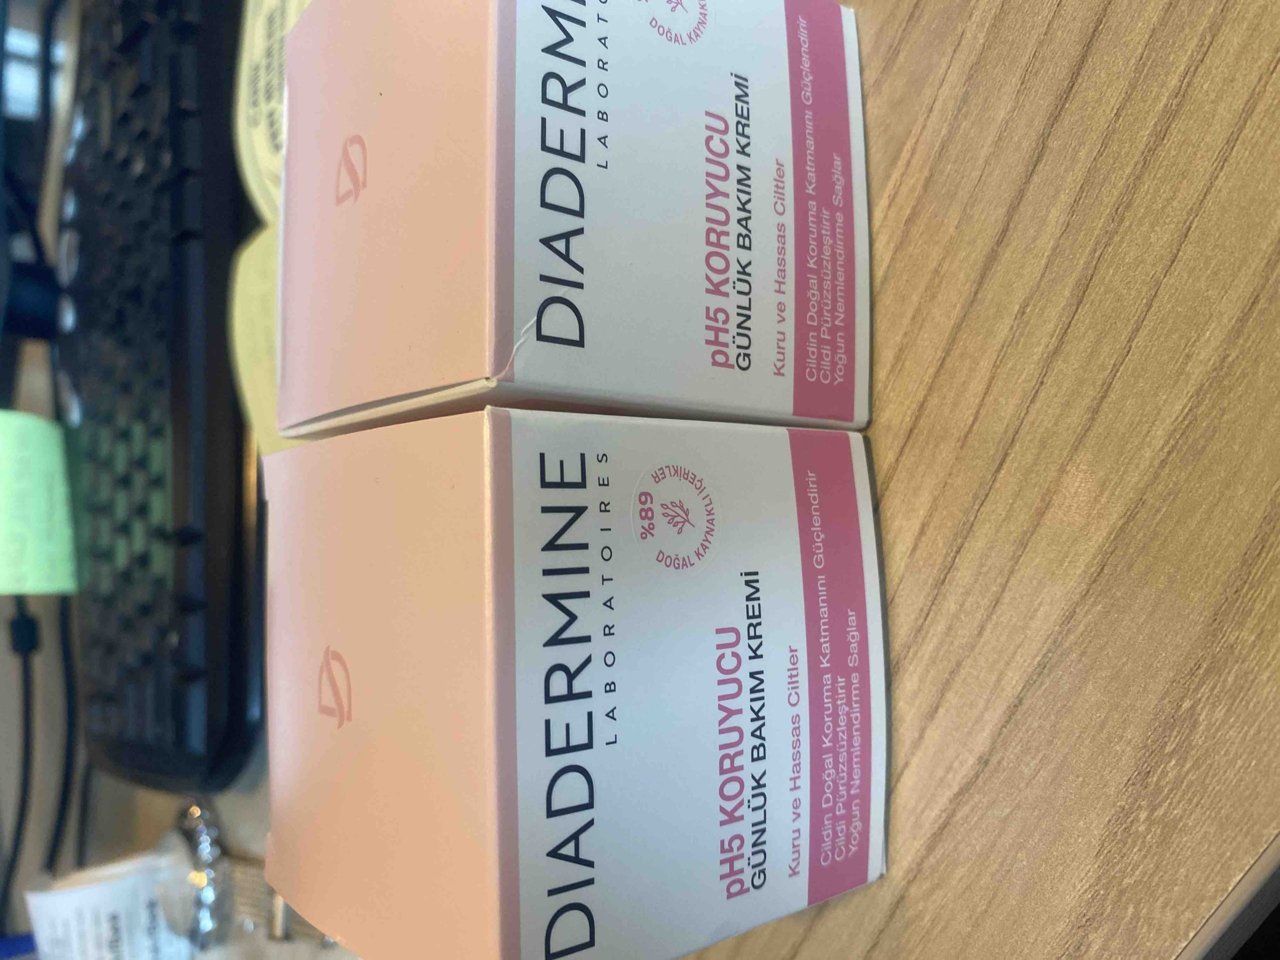 DIADERMINE
LABORATOIRES
%89
DOĞAL KAYNAKLI İÇERİKLER
pH5 KORUYUCU
GÜNLÜK BAKIM KREMİ
Kuru ve Hassas Ciltler
Cildin Doğal Koruma Katmanını Güçlendirir
Cildi Pürüzsüzleştirir
Yoğun Nemlendirme Sağlar
DIADERMI
LABORATO
DOĞAL KAYNAKL
pH5 KORUYUCU
GÜNLÜK BAKIM KREMİ
Kuru ve Hassas Ciltler
Cildin Doğal Koruma Katmanını Güçlendirir
Cildi Pürüzsüzleştirir
Yoğun Nemlendirme Sağlar